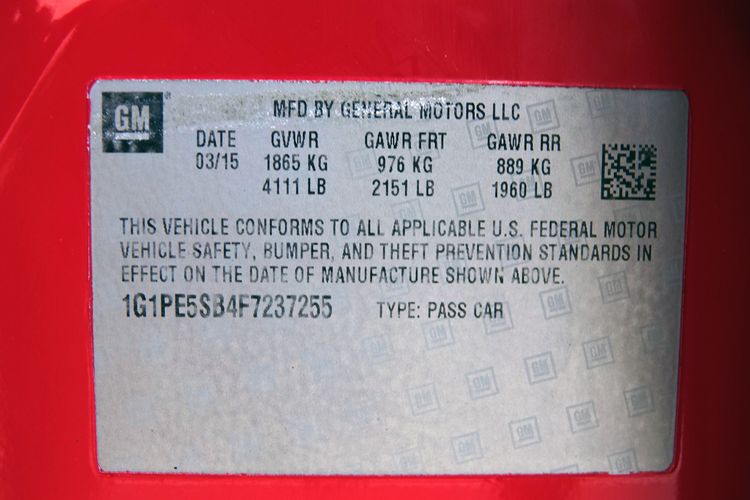 GM
MFD BY GENERAL MOTORS LLC
DATE GVWR GAWR FRT GAWR RR
03/15 1865 KG 976 KG 889 KG
4111 LB 2151 LB 1960 LB
THIS VEHICLE CONFORMS TO ALL APPLICABLE U.S. FEDERAL MOTOR
VEHICLE SAFETY, BUMPER, AND THEFT PREVENTION STANDARDS IN
EFFECT ON THE DATE OF MANUFACTURE SHOWN ABOVE.
1G1PE5SB4F7237255 TYPE: PASS CAR